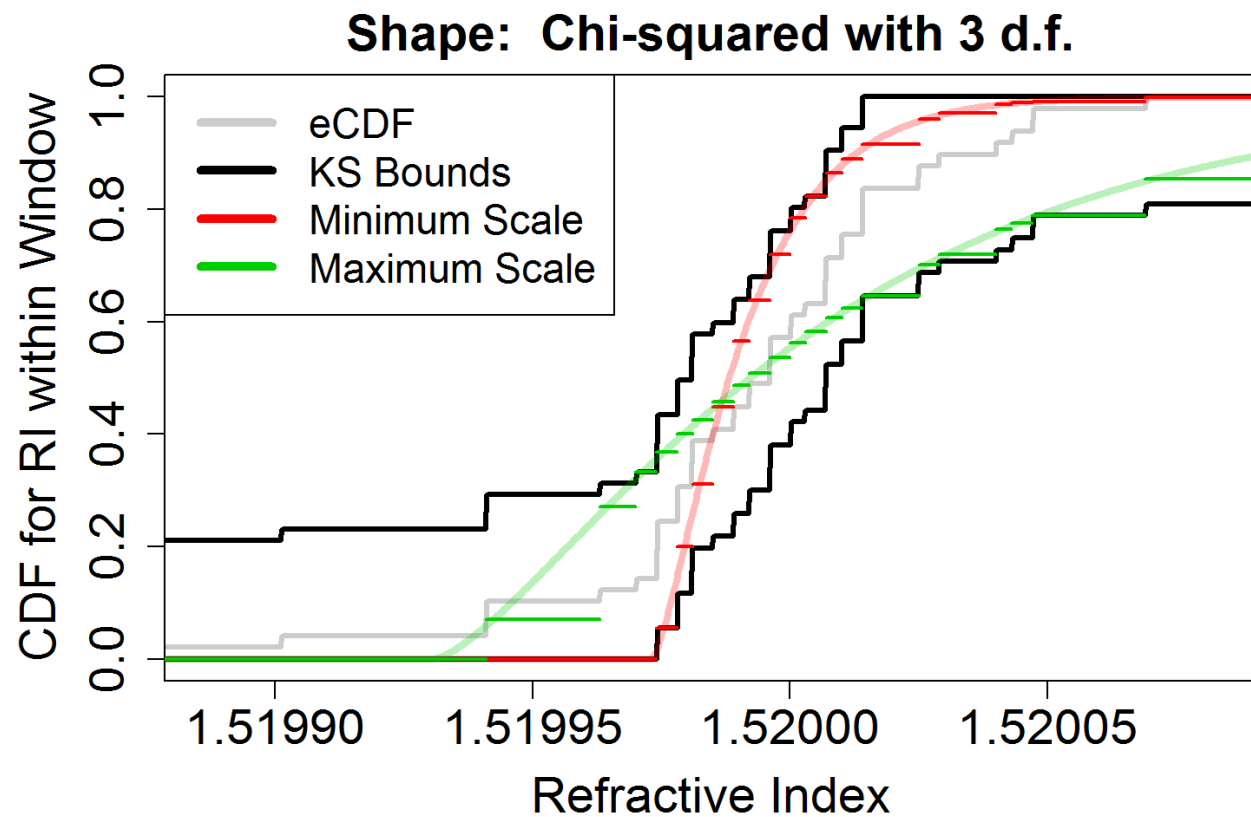 Shape: Chi-squared with 3 d.f.
CDF for RI within Window
1.0
0.8
0.6
0.4
0.2
0.0
eCDF
KS Bounds
Minimum Scale
Maximum Scale
1.51990
1.51995
1.52000
1.52005
Refractive Index